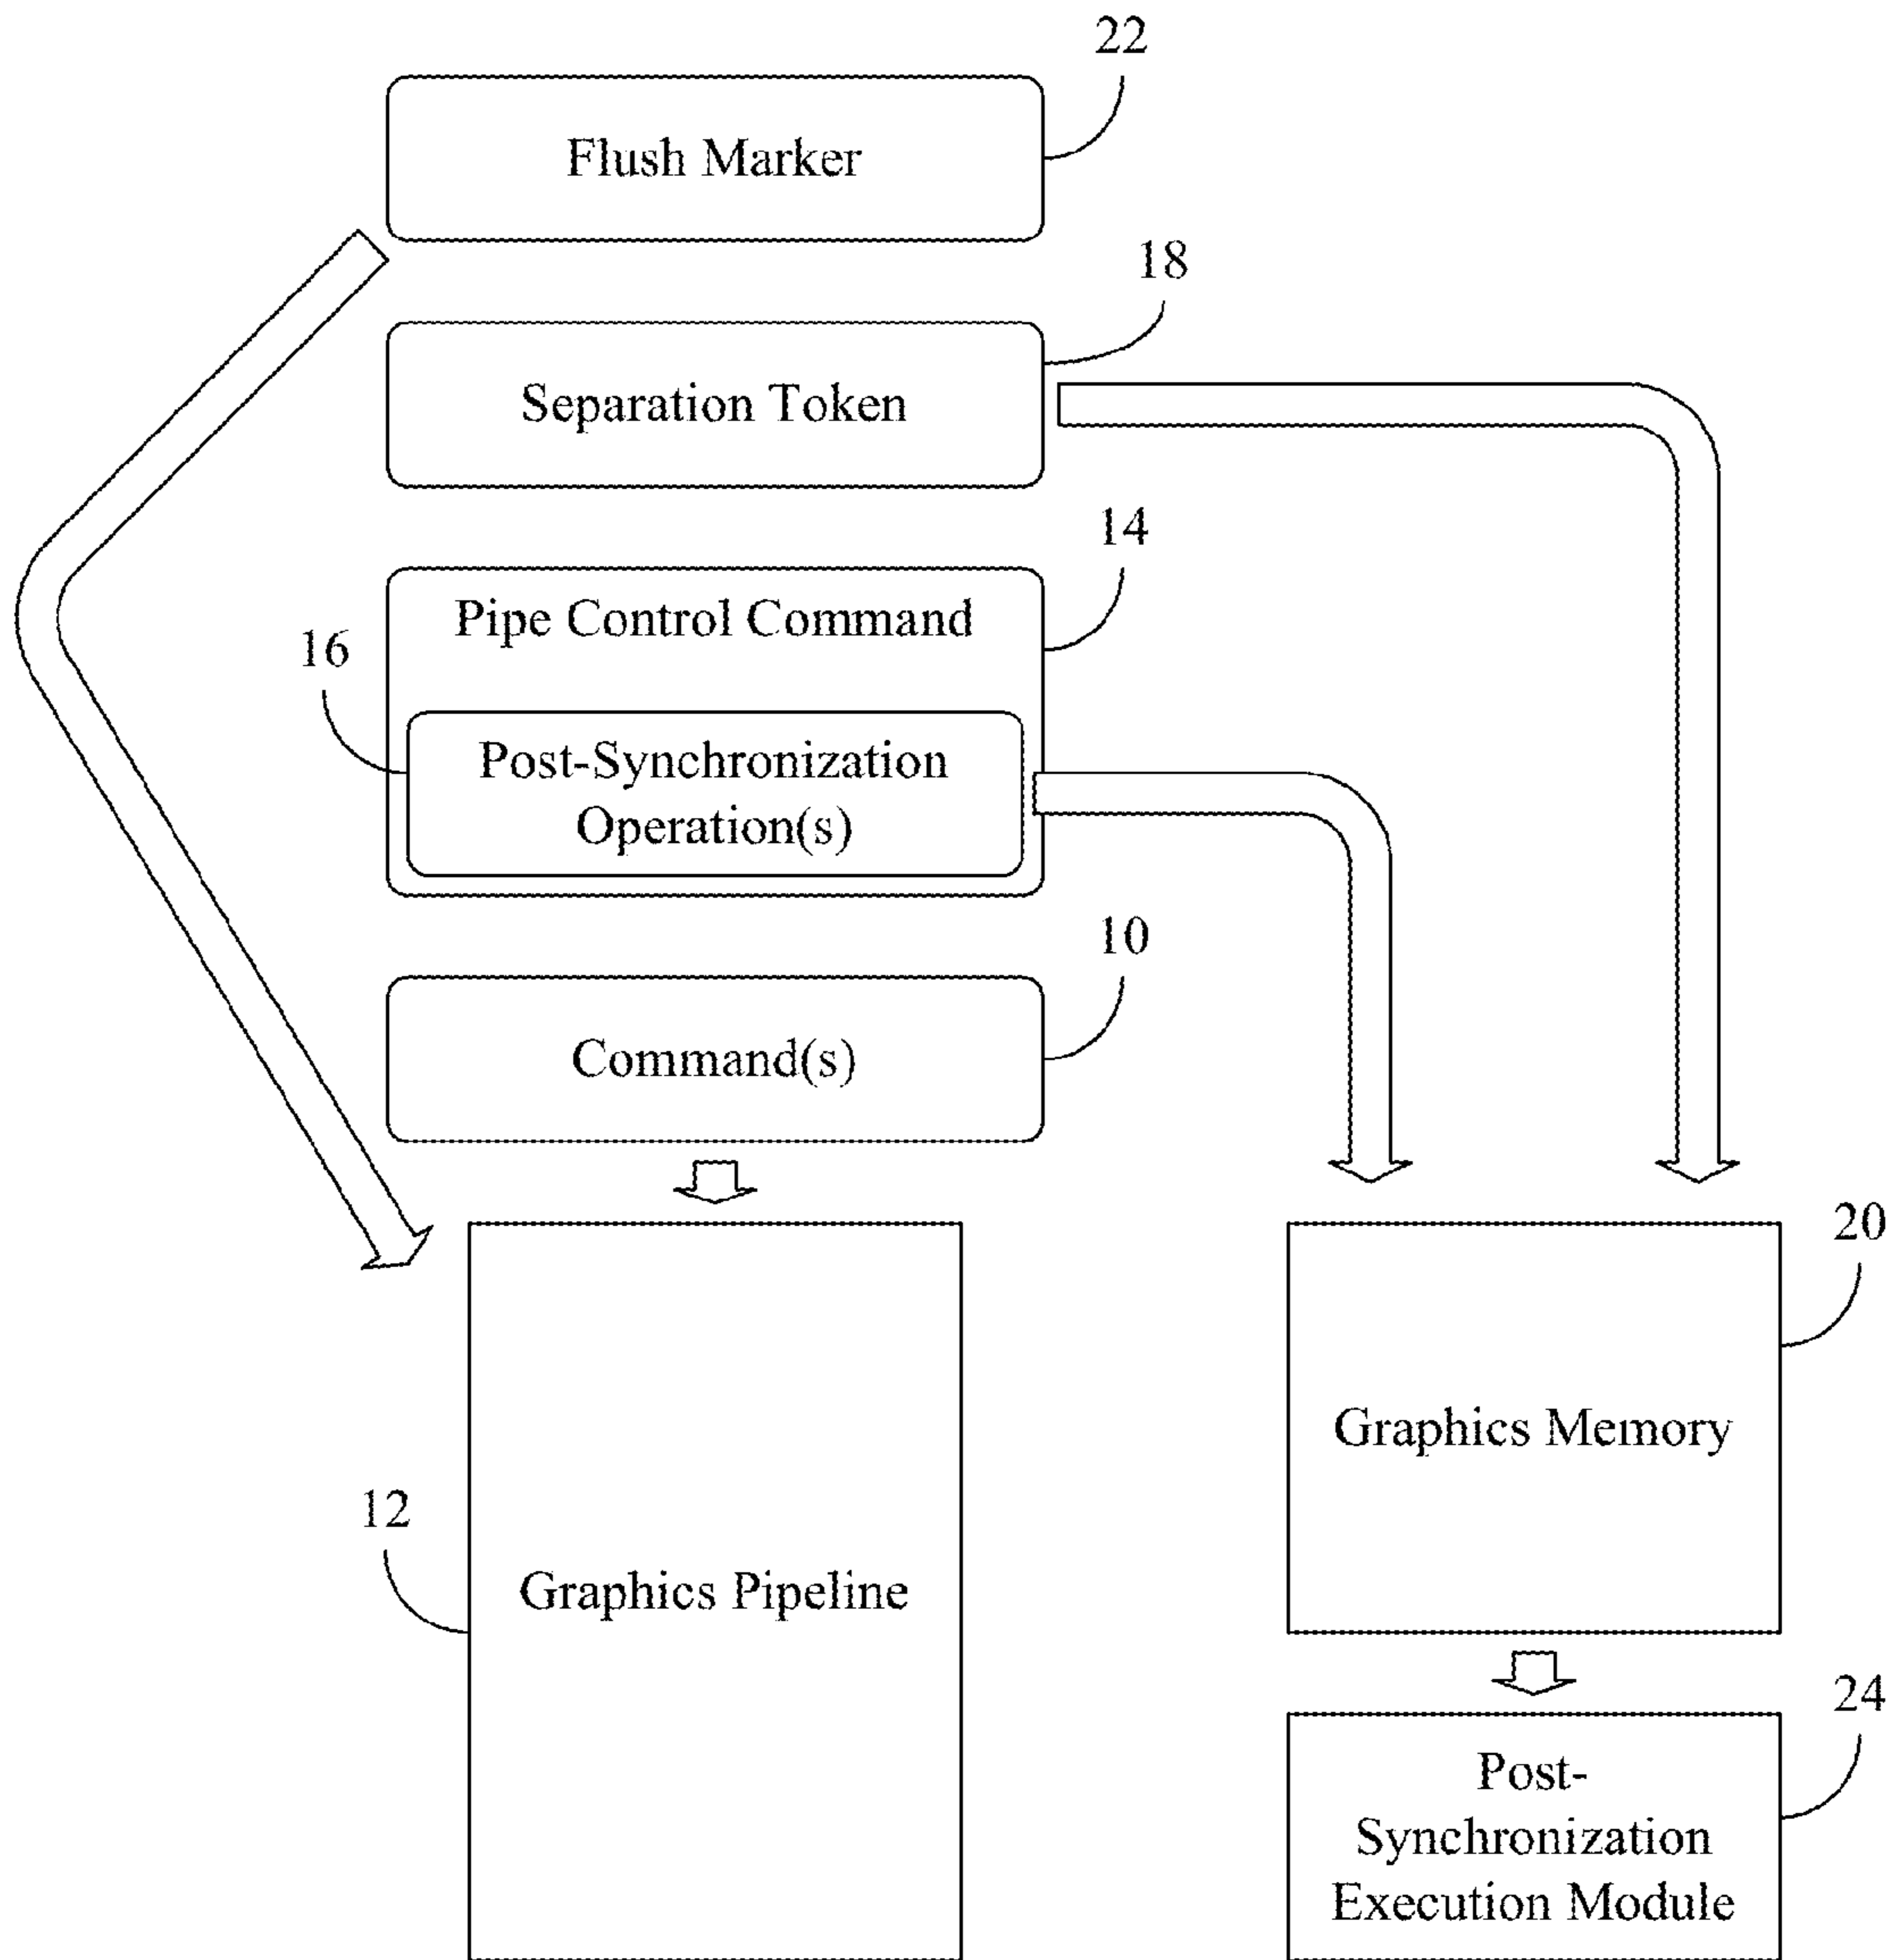 22
Flush Marker
18
Separation Token
14
Pipe Control Command
16
Post-Synchronization
Operation(s)
10
Command(s)
20
Graphics Memory
12
Graphics Pipeline
24
Post-
Synchronization
Execution Module